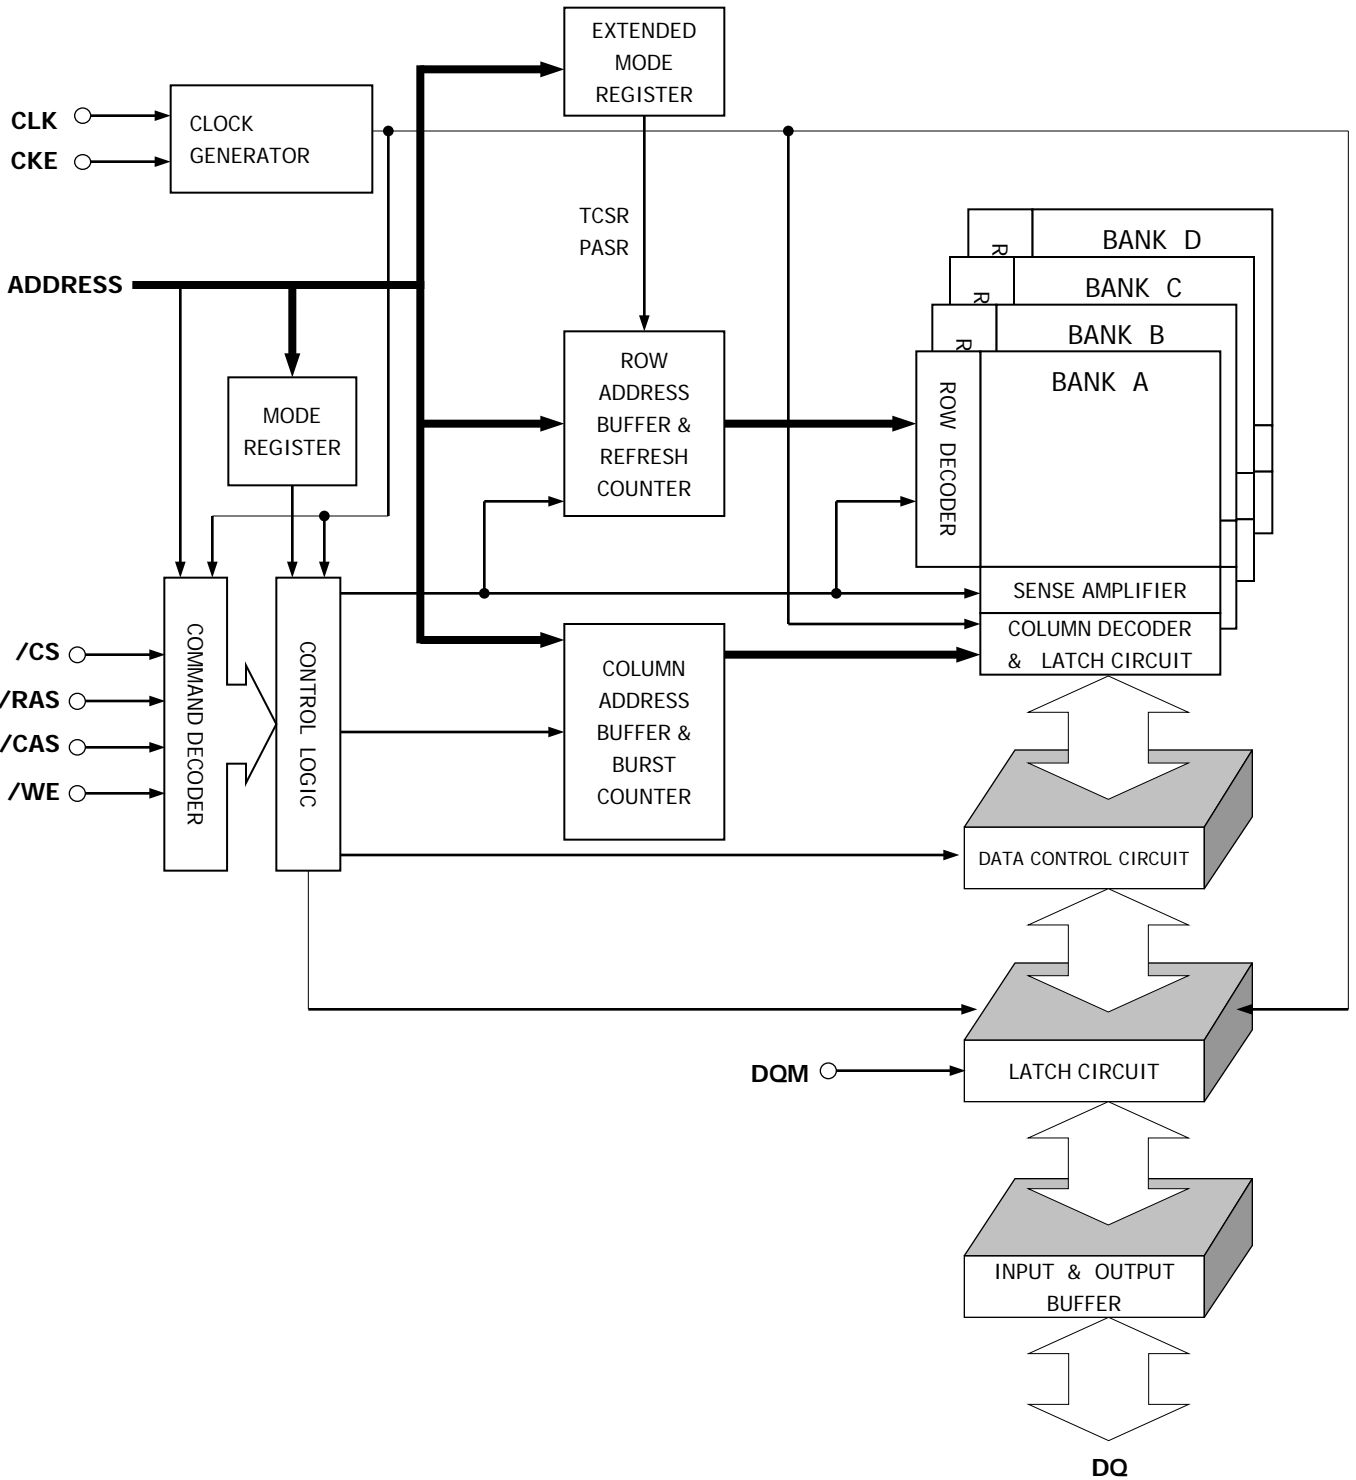 EXTENDED
MODE
REGISTER
CLK
CKE
CLOCK
GENERATOR
TCSR
PASR
ADDRESS
BANK D
R
BANK C
R
BANK B
R
BANK A
ROW DECODER
ROW
ADDRESS
BUFFER &
REFRESH
COUNTER
MODE
REGISTER
SENSE AMPLIFIER
COLUMN DECODER
& LATCH CIRCUIT
/CS
/RAS
/CAS
/WE
COMMAND DECODER
CONTROL LOGIC
COLUMN
ADDRESS
BUFFER &
BURST
COUNTER
DATA CONTROL CIRCUIT
DQM
LATCH CIRCUIT
INPUT & OUTPUT
BUFFER
DQ